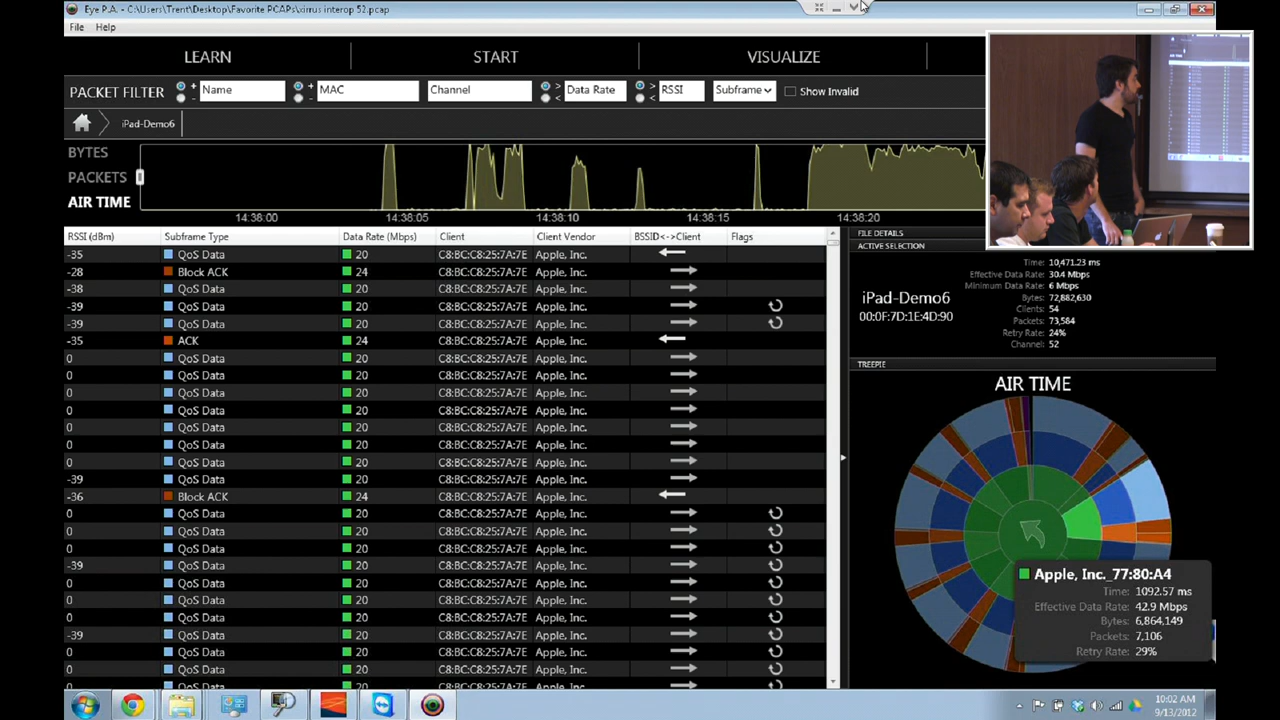 Eye P.A. - C:\Users\Trent\Desktop\Favorite PCAPs\xirrus interop 52.pcap
File Help
LEARN START VISUALIZE
PACKET FILTER + - Name + - MAC Channel > < Data Rate > < RSSI Subframe Show Invalid
iPad-Demo6
BYTES
PACKETS
AIR TIME
14:38:00 14:38:05 14:38:10 14:38:15 14:38:20
RSSI (dBm) Subframe Type Data Rate (Mbps) Client Client Vendor BSSID<->Client Flags
-35 QoS Data 20 C8:BC:C8:25:7A:7E Apple, Inc.
-28 Block ACK 24 C8:BC:C8:25:7A:7E Apple, Inc.
-38 QoS Data 20 C8:BC:C8:25:7A:7E Apple, Inc.
-39 QoS Data 20 C8:BC:C8:25:7A:7E Apple, Inc.
-39 QoS Data 20 C8:BC:C8:25:7A:7E Apple, Inc.
-35 ACK 24 C8:BC:C8:25:7A:7E Apple, Inc.
0 QoS Data 20 C8:BC:C8:25:7A:7E Apple, Inc.
0 QoS Data 20 C8:BC:C8:25:7A:7E Apple, Inc.
0 QoS Data 20 C8:BC:C8:25:7A:7E Apple, Inc.
0 QoS Data 20 C8:BC:C8:25:7A:7E Apple, Inc.
0 QoS Data 20 C8:BC:C8:25:7A:7E Apple, Inc.
0 QoS Data 20 C8:BC:C8:25:7A:7E Apple, Inc.
0 QoS Data 20 C8:BC:C8:25:7A:7E Apple, Inc.
-39 QoS Data 20 C8:BC:C8:25:7A:7E Apple, Inc.
-36 Block ACK 24 C8:BC:C8:25:7A:7E Apple, Inc.
0 QoS Data 20 C8:BC:C8:25:7A:7E Apple, Inc.
0 QoS Data 20 C8:BC:C8:25:7A:7E Apple, Inc.
0 QoS Data 20 C8:BC:C8:25:7A:7E Apple, Inc.
-39 QoS Data 20 C8:BC:C8:25:7A:7E Apple, Inc.
0 QoS Data 20 C8:BC:C8:25:7A:7E Apple, Inc.
0 QoS Data 20 C8:BC:C8:25:7A:7E Apple, Inc.
0 QoS Data 20 C8:BC:C8:25:7A:7E Apple, Inc.
-39 QoS Data 20 C8:BC:C8:25:7A:7E Apple, Inc.
0 QoS Data 20 C8:BC:C8:25:7A:7E Apple, Inc.
0 QoS Data 20 C8:BC:C8:25:7A:7E Apple, Inc.
0 QoS Data 20 C8:BC:C8:25:7A:7E Apple, Inc.
FILE DETAILS
ACTIVE SELECTION
iPad-Demo6
00:0F:7D:1E:4D:90
Time: 10,471.23 ms
Effective Data Rate: 30.4 Mbps
Minimum Data Rate: 6 Mbps
Bytes: 72,882,630
Clients: 54
Packets: 73,584
Retry Rate: 24%
Channel: 52
TREEPIE
AIR TIME
Apple, Inc._77:80:A4
Time: 1092.57 ms
Effective Data Rate: 42.9 Mbps
Bytes: 6,864,149
Packets: 7,106
Retry Rate: 29%
10:02 AM
9/13/2012